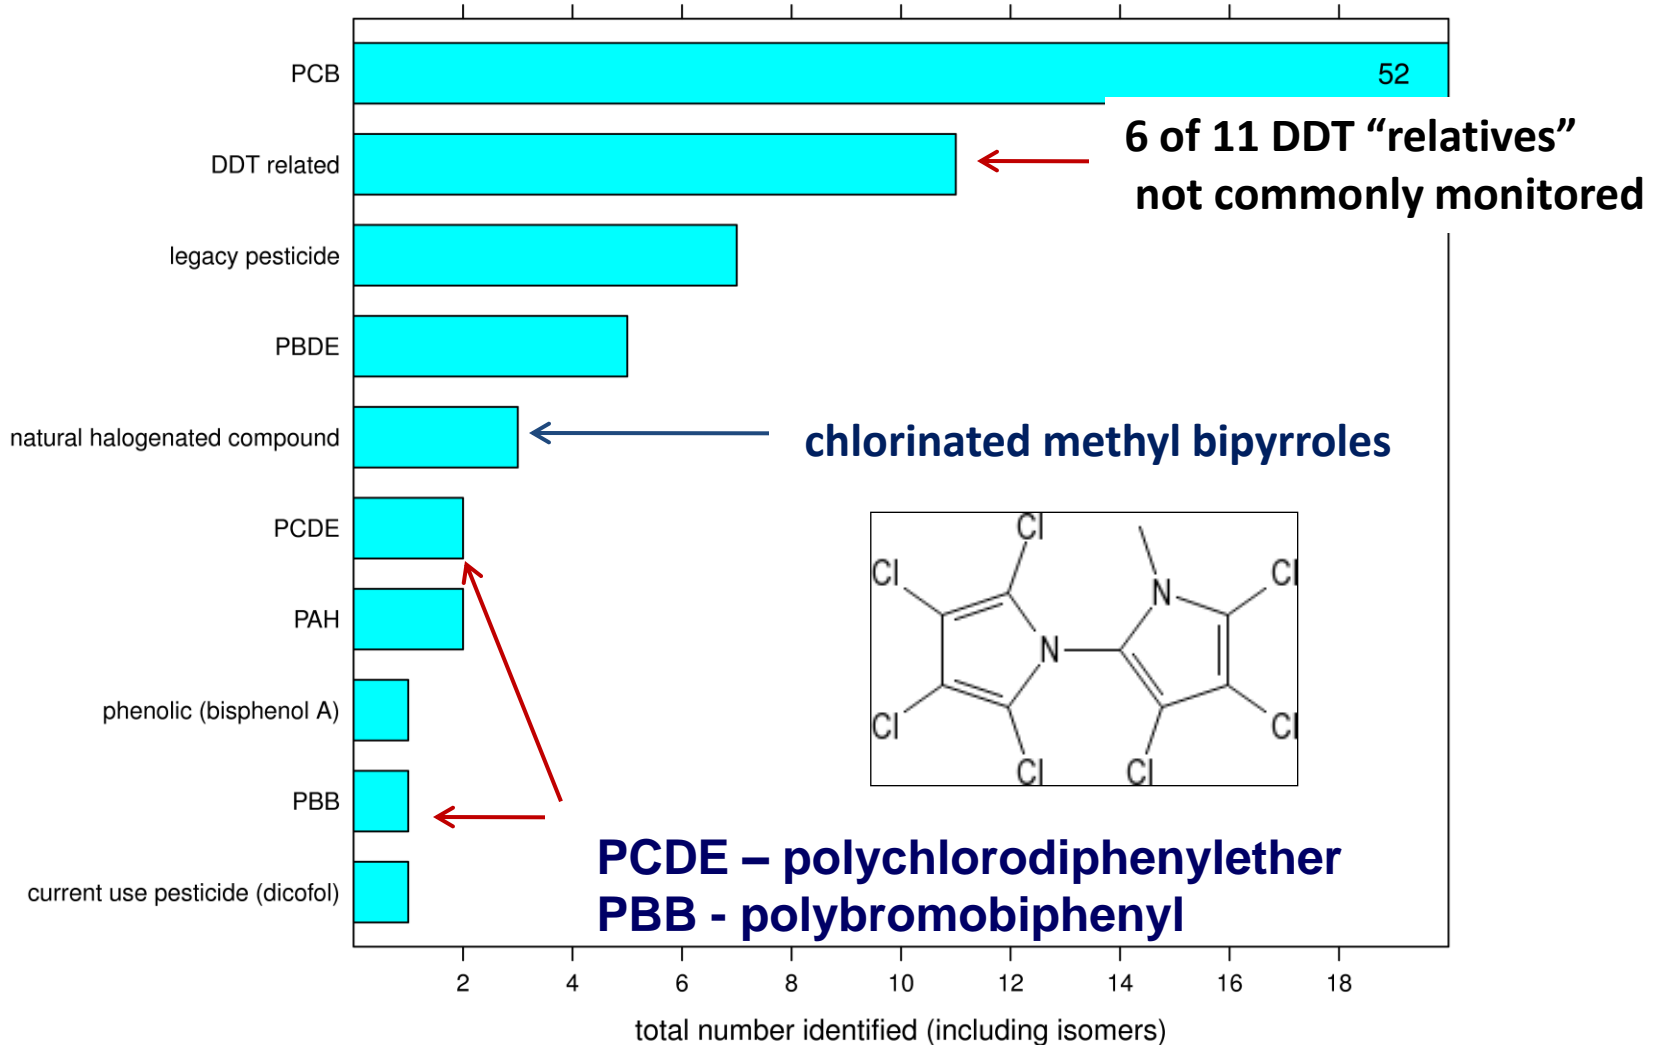 PCB
52
6 of 11 DDT “relatives”
not commonly monitored
DDT related
legacy pesticide
PBDE
natural halogenated compound
chlorinated methyl bipyrroles
PCDE
PAH
phenolic (bisphenol A)
PBB
current use pesticide (dicofol)
Cl
Cl
N
Cl
N
Cl
Cl
Cl
Cl
Cl
PCDE – polychlorodiphenylether
PBB - polybromobiphenyl
2 4 6 8 10 12 14 16 18
total number identified (including isomers)